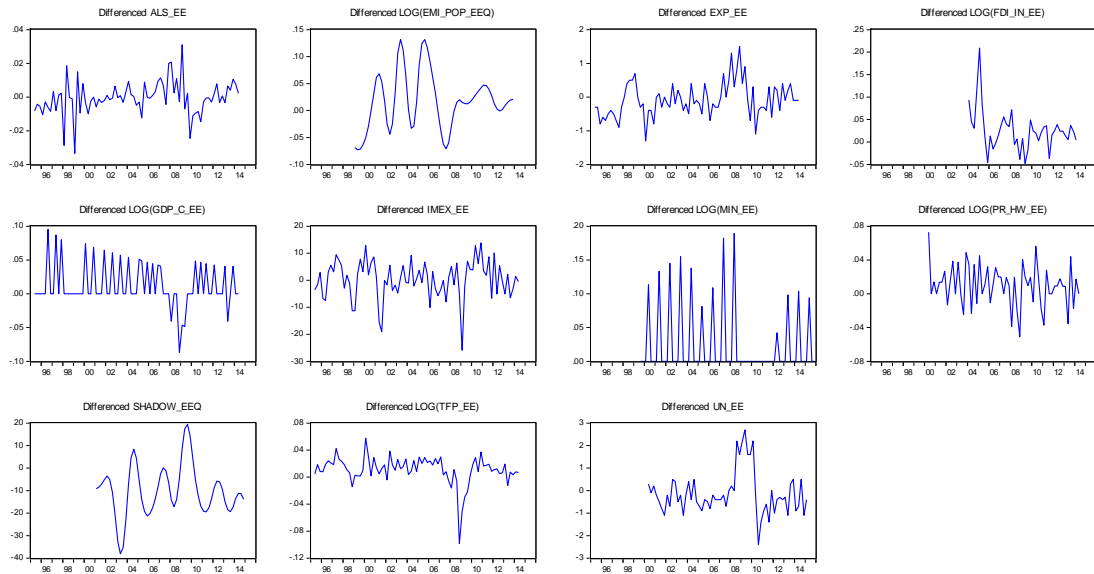 Differenced ALS_EE
.04
.02
.00
-.02
-.04
96 98 00 02 04 06 08 10 12 14
Differenced LOG(EMI_POP_EEQ)
.15
.10
.05
.00
-.05
-.10
96 98 00 02 04 06 08 10 12 14
Differenced EXP_EE
2
1
0
-1
-2
96 98 00 02 04 06 08 10 12 14
Differenced LOG(FDI_IN_EE)
.25
.20
.15
.10
.05
.00
-.05
96 98 00 02 04 06 08 10 12 14
Differenced LOG(GDP_C_EE)
.10
.05
.00
-.05
-.10
96 98 00 02 04 06 08 10 12 14
Differenced IMEX_EE
20
10
0
-10
-20
-30
96 98 00 02 04 06 08 10 12 14
Differenced LOG(MIN_EE)
.20
.15
.10
.05
.00
96 98 00 02 04 06 08 10 12 14
Differenced LOG(PR_HW_EE)
.08
.04
.00
-.04
-.08
96 98 00 02 04 06 08 10 12 14
Differenced SHADOW_EEQ
20
10
0
-10
-20
-30
-40
96 98 00 02 04 06 08 10 12 14
Differenced LOG(TFP_EE)
.08
.04
.00
-.04
-.08
-.12
96 98 00 02 04 06 08 10 12 14
Differenced UN_EE
3
2
1
0
-1
-2
-3
96 98 00 02 04 06 08 10 12 14